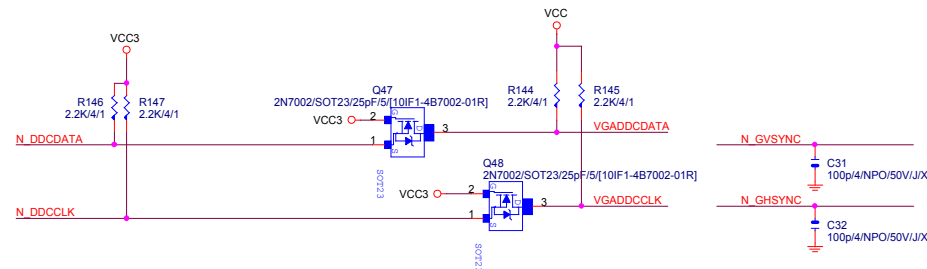 VCC
VCC3
R146
2.2K/4/1
R147
2.2K/4/1
Q47
2N7002/SOT23/25pF/5/[10IF1-4B7002-01R]
R144
2.2K/4/1
R145
2.2K/4/1
VCC3
2
G
D
3
1
S
N_DDCDATA
VGADDCDATA
N_GVSYNC
SOT23
Q48
2N7002/SOT23/25pF/5/[10IF1-4B7002-01R]
C31
100p/4/NPO/50V/J/X
VCC3
2
G
D
3
1
S
N_DDCCLK
VGADDCCLK
N_GHSYNC
C32
100p/4/NPO/50V/J/X